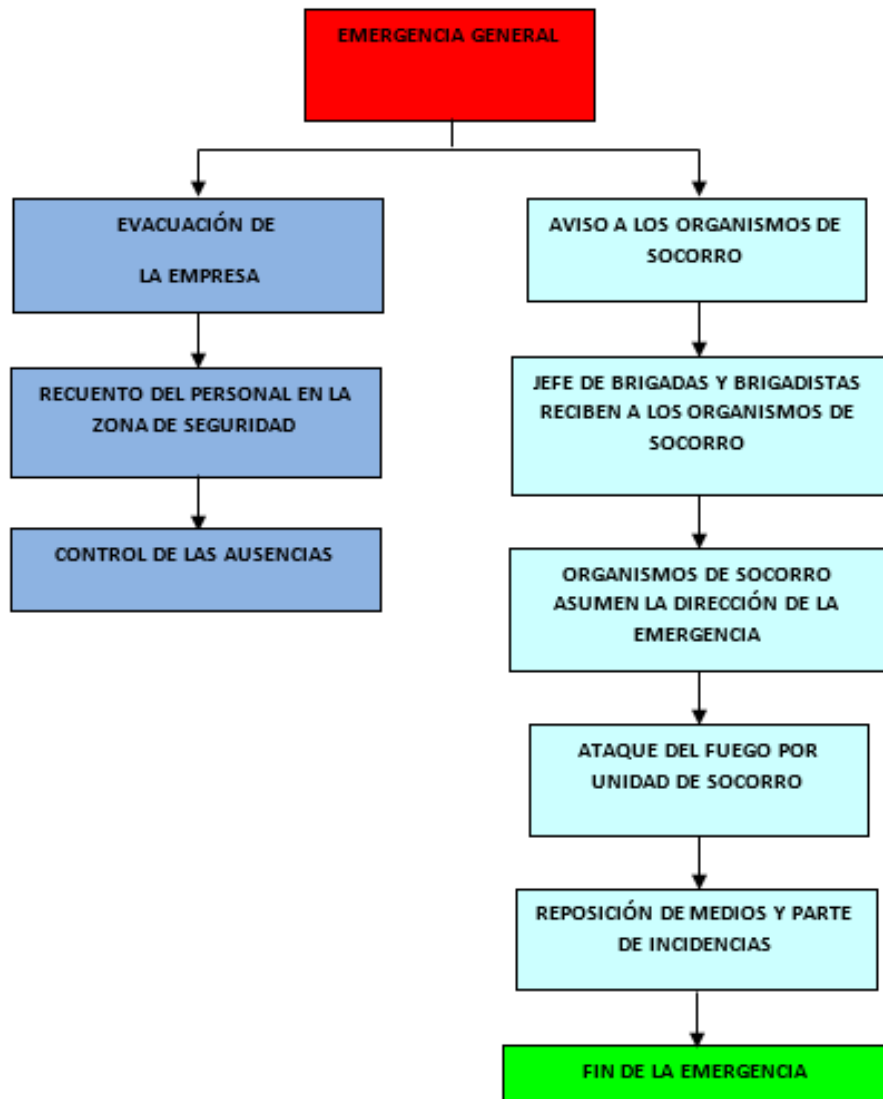 EMERGENCIA GENERAL
EVACUACIÓN DE
LA EMPRESA
RECUENTO DEL PERSONAL EN LA
ZONA DE SEGURIDAD
CONTROL DE LAS AUSENCIAS
AVISO A LOS ORGANISMOS DE
SOCORRO
JEFE DE BRIGADAS Y BRIGADISTAS
RECIBEN A LOS ORGANISMOS DE
SOCORRO
ORGANISMOS DE SOCORRO
ASUMEN LA DIRECCIÓN DE LA
EMERGENCIA
ATAQUE DEL FUEGO POR
UNIDAD DE SOCORRO
REPOSICIÓN DE MEDIOS Y PARTE
DE INCIDENCIAS
FIN DE LA EMERGENCIA